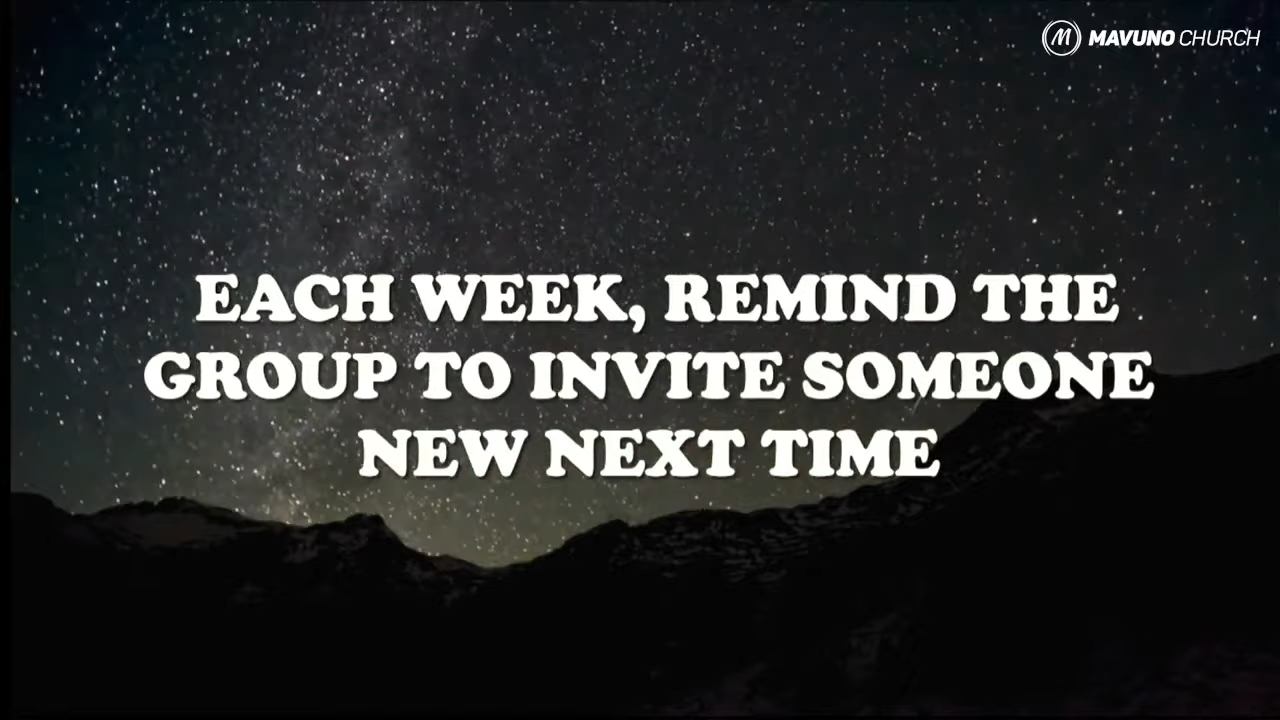 MAVUNO CHURCH
EACH WEEK, REMIND THE
GROUP TO INVITE SOMEONE
NEW NEXT TIME